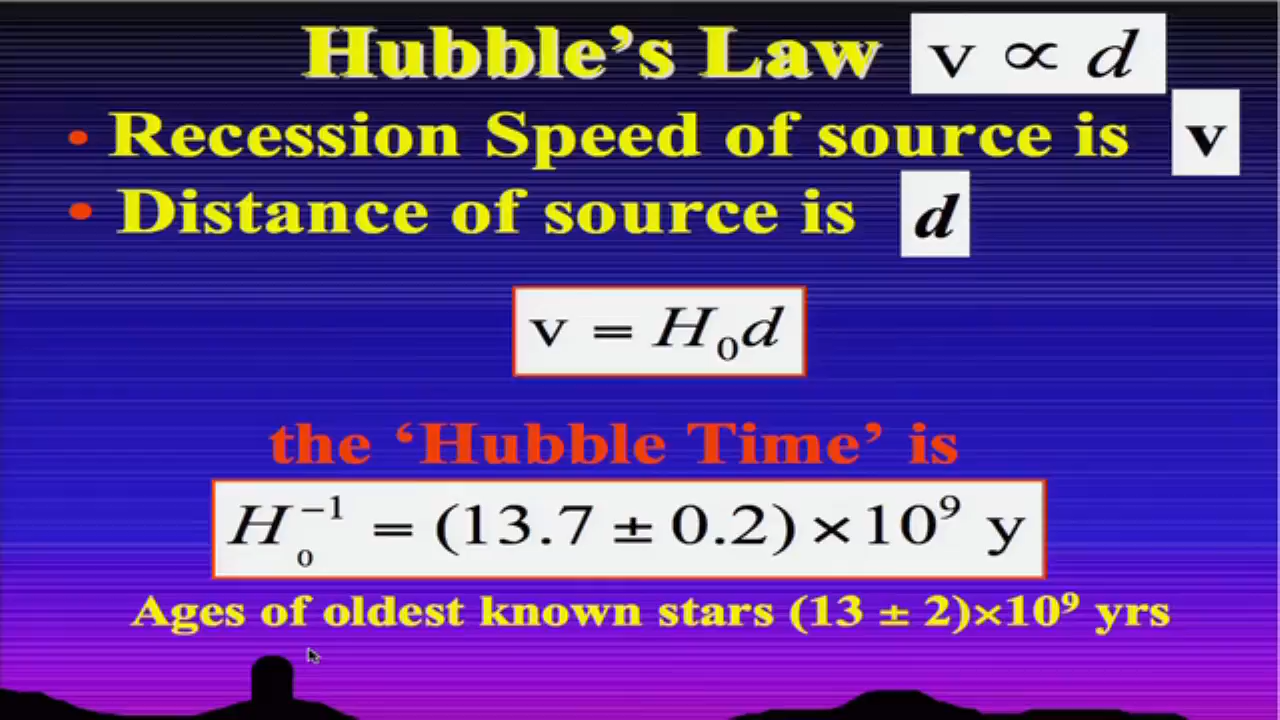 Hubble’s Law v ∝ d
• Recession Speed of source is v
• Distance of source is d
v = H₀d
the ‘Hubble Time’ is
H₀⁻¹ = (13.7 ± 0.2) × 10⁹ y
Ages of oldest known stars (13 ± 2)×10⁹ yrs